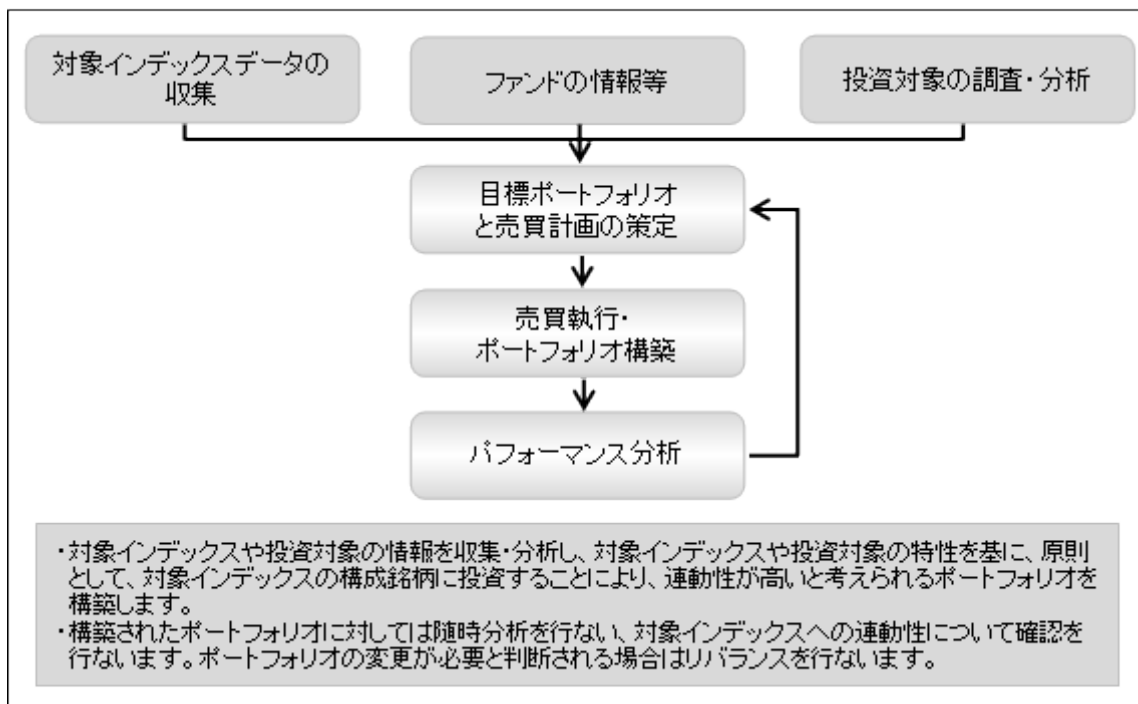 対象インデックスデータの
収集
ファンドの情報等
投資対象の調査・分析
目標ポートフォリオ
と売買計画の策定
売買執行・
ポートフォリオ構築
パフォーマンス分析
・対象インデックスや投資対象の情報を収集・分析し、対象インデックスや投資対象の特性を基に、原則
として、対象インデックスの構成銘柄に投資することにより、連動性が高いと考えられるポートフォリオを
構築します。
・構築されたポートフォリオに対しては随時分析を行ない、対象インデックスへの連動性について確認を
行ないます。ポートフォリオの変更が必要と判断される場合はリバランスを行ないます。